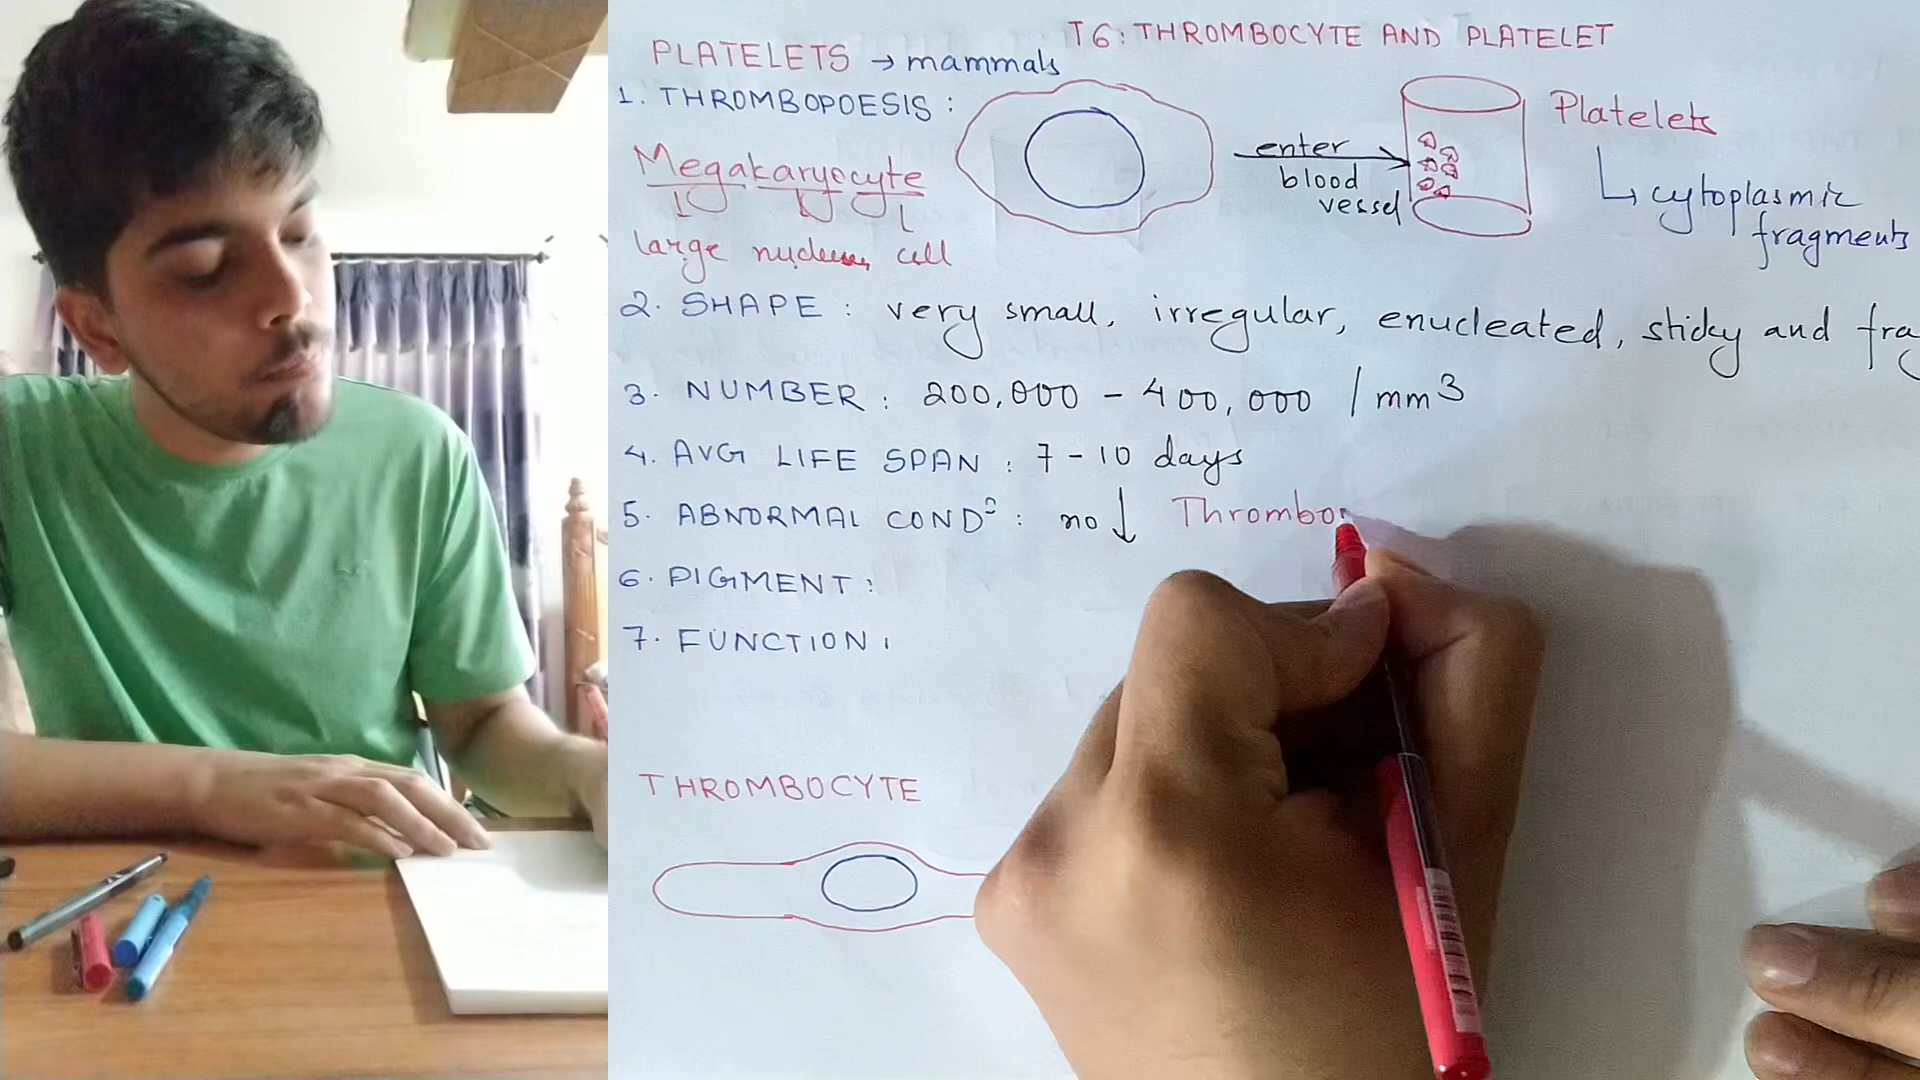 T6: THROMBOCYTE AND PLATELET
PLATELETS → mammals
1. THROMBOPOESIS :
Megakaryocyte
large nucleus, cell
enter
blood
vessel
Platelets
cytoplasmic
fragments
2. SHAPE : very small, irregular, enucleated, sticky and frag
3. NUMBER : 200,000 - 400,000 / mm3
4. AVG LIFE SPAN : 7-10 days
5. ABNORMAL CONDⁿ : no ↓ Thrombo
6. PIGMENT :
7. FUNCTION :
THROMBOCYTE